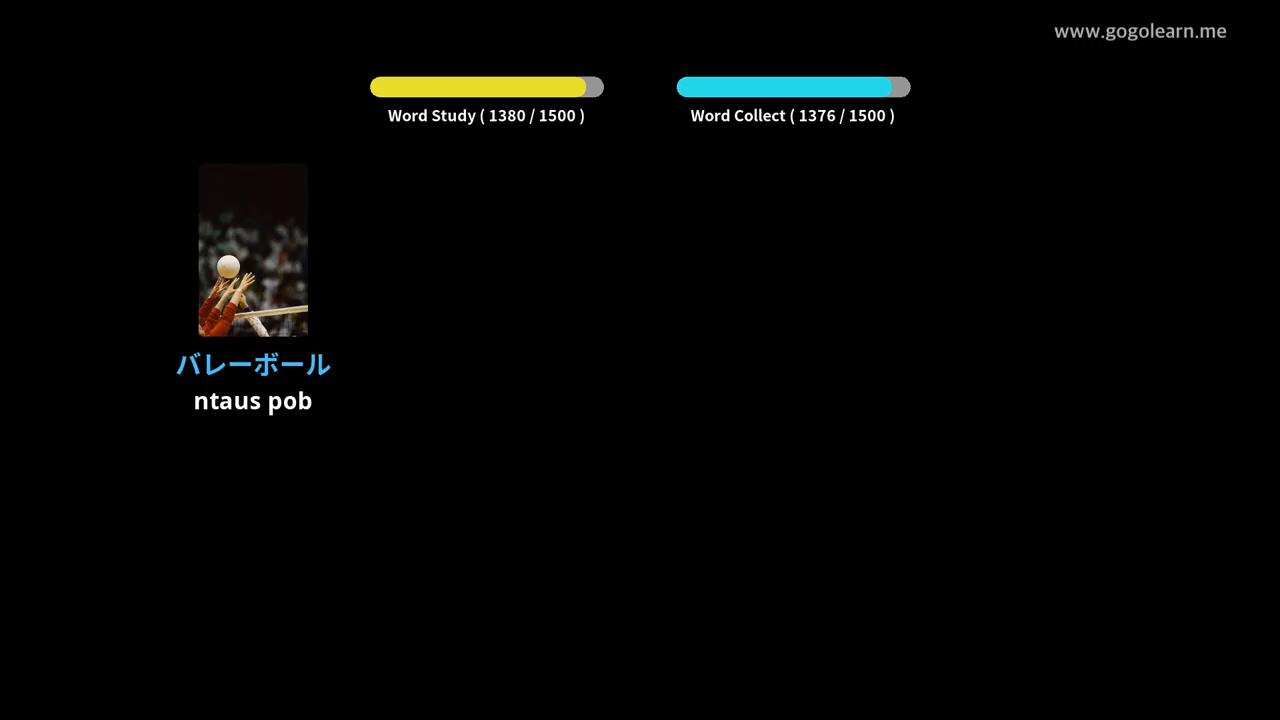 www.gogolearn.me
Word Study ( 1380 / 1500 )
Word Collect ( 1376 / 1500 )
バレーボール
ntaus pob